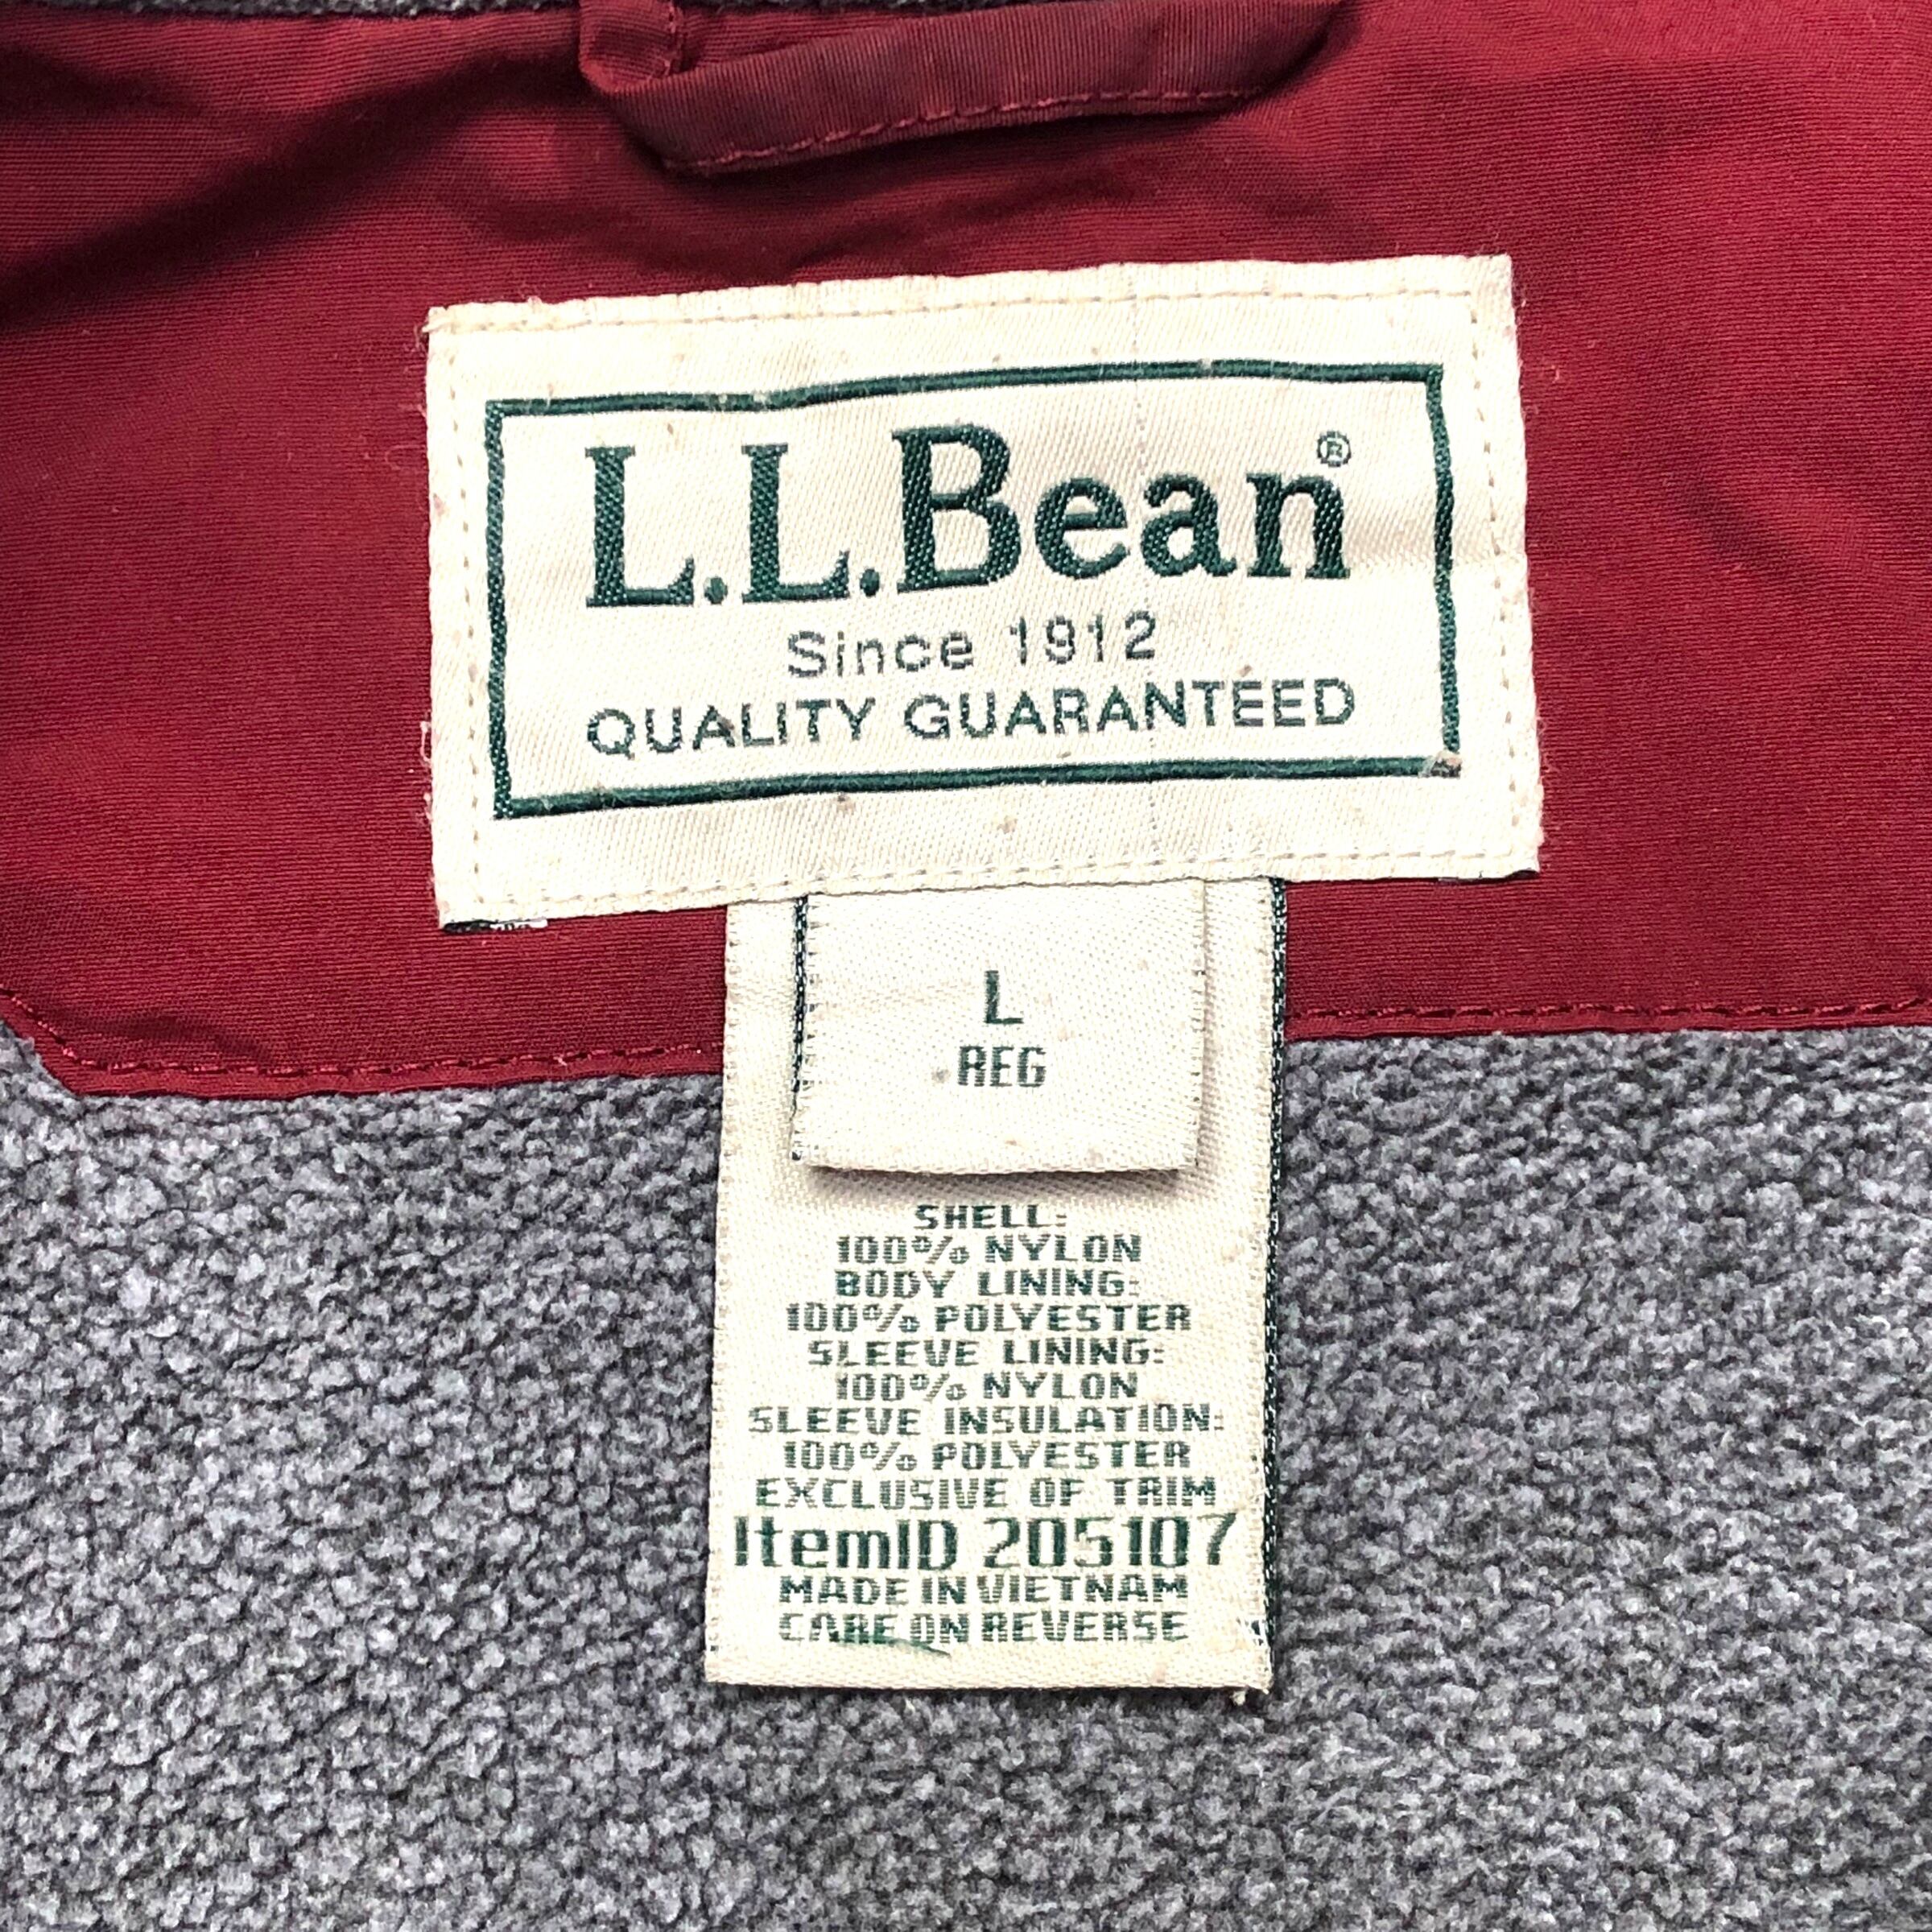 L.L.Bean®
Since 1912
QUALITY GUARANTEED
L
REG
SHELL:
100% NYLON
BODY LINING:
100% POLYESTER
SLEEVE LINING:
100% NYLON
SLEEVE INSULATION:
100% POLYESTER
EXCLUSIVE OF TRIM
ItemID 205107
MADE IN VIETNAM
CARE ON REVERSE